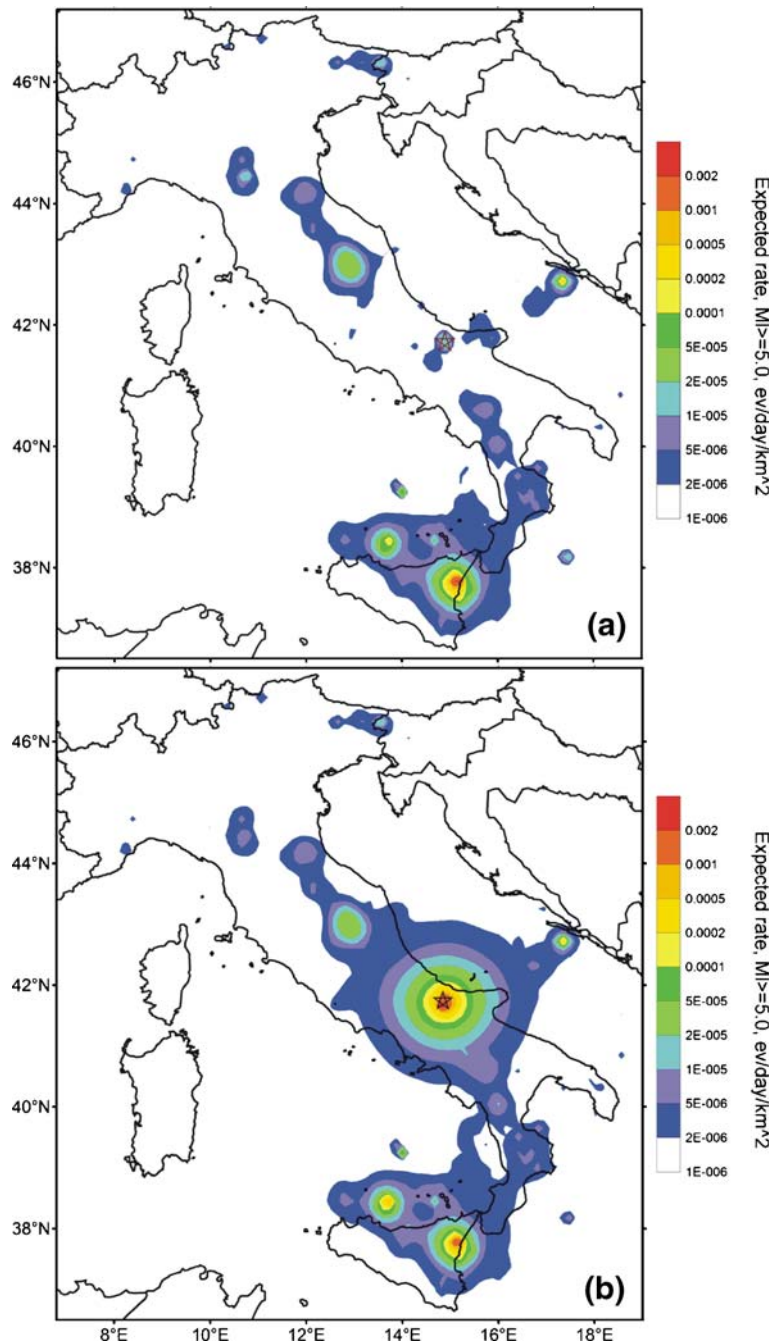 46°N
44°N
42°N
40°N
38°N
(a)
0.002
0.001
0.0005
0.0002
0.0001
5E-005
2E-005
1E-005
5E-006
2E-006
1E-006
Expected rate, Ml>=5.0, ev/day/km^2
46°N
44°N
42°N
40°N
38°N
(b)
0.002
0.001
0.0005
0.0002
0.0001
5E-005
2E-005
1E-005
5E-006
2E-006
1E-006
Expected rate, Ml>=5.0, ev/day/km^2
8°E 10°E 12°E 14°E 16°E 18°E